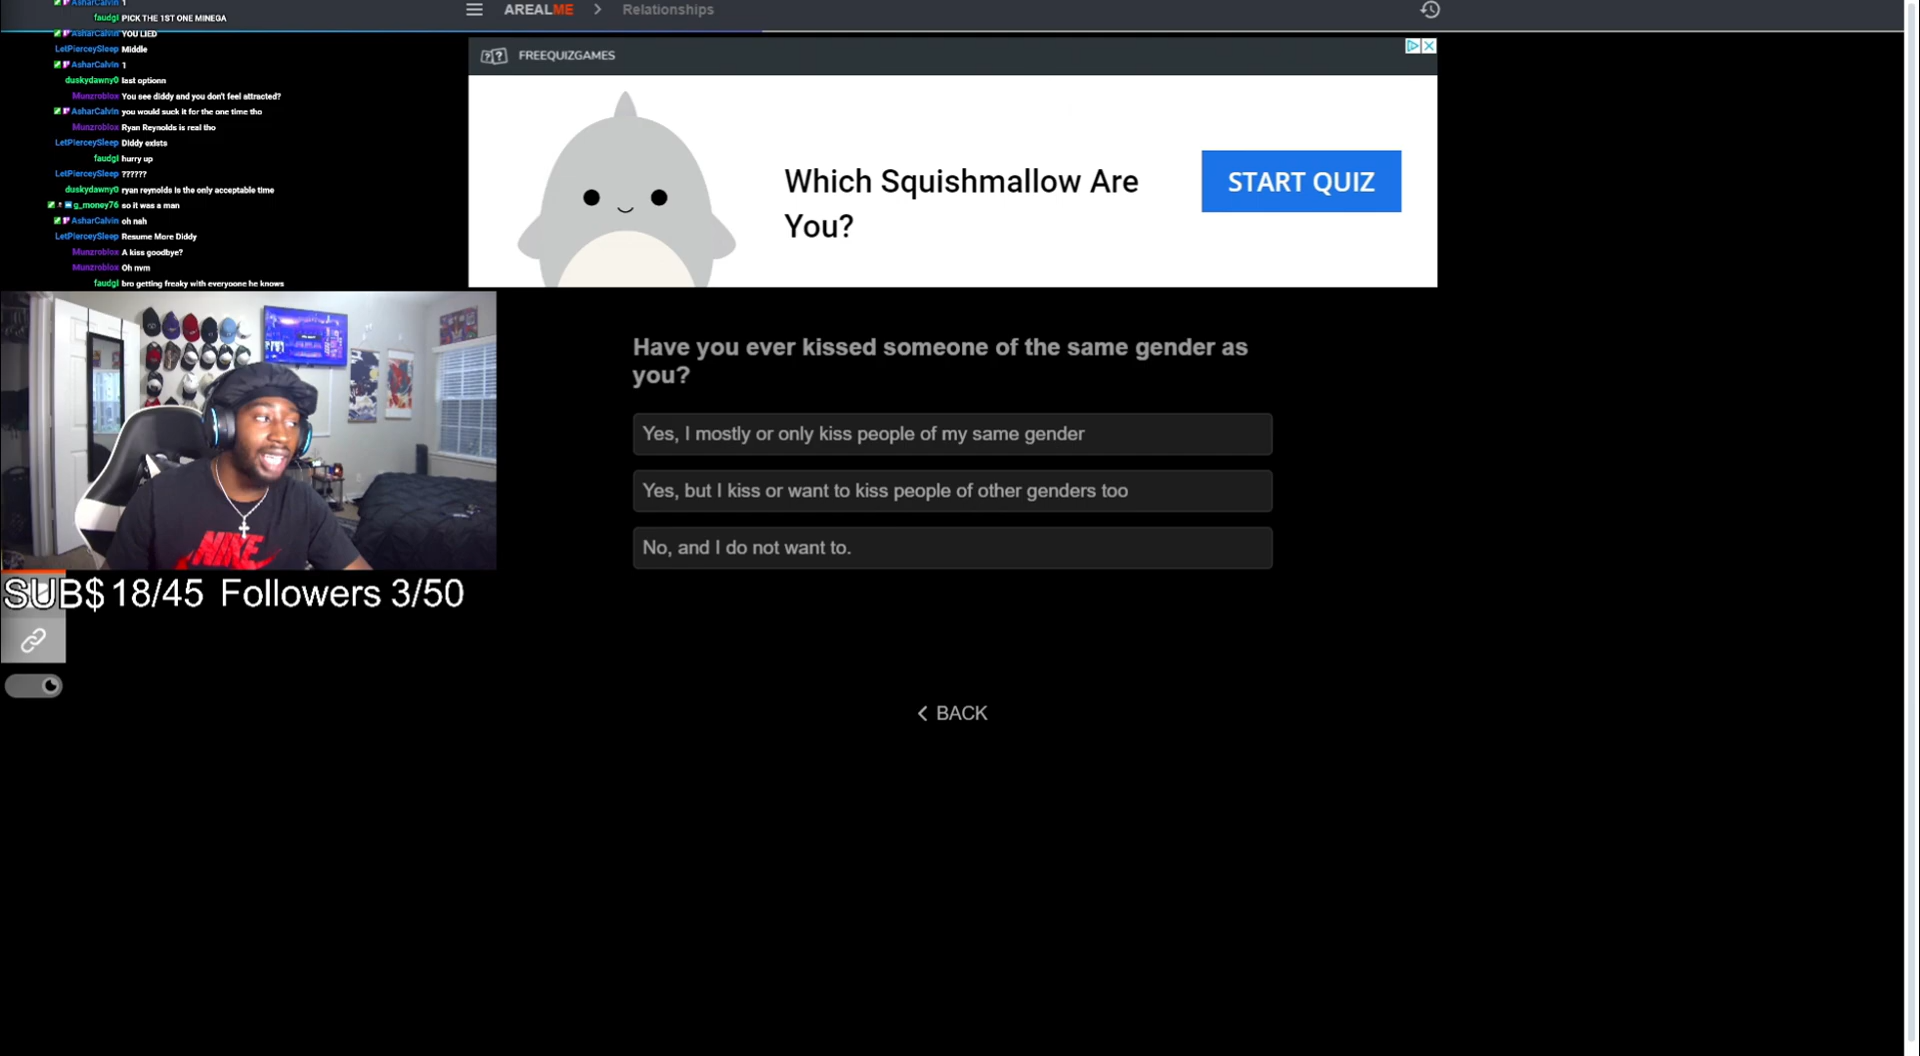 AsharCalvin 1
faudgl PICK THE 1ST ONE MINEGA
AsharCalvin YOU LIED
LetPierceySleep Middle
AsharCalvin 1
duskydawny0 last optionn
Munzroblox You see diddy and you don't feel attracted?
AsharCalvin you would suck it for the one time tho
Munzroblox Ryan Reynolds is real tho
LetPierceySleep Diddy exists
faudgl hurry up
LetPierceySleep ??????
duskydawny0 ryan reynolds is the only acceptable time
g_money76 so it was a man
AsharCalvin oh nah
LetPierceySleep Resume More Diddy
Munzroblox A kiss goodbye?
Munzroblox Oh nvm
faudgl bro getting freaky with everyoone he knows
AREALME > Relationships
FREEQUIZGAMES
Which Squishmallow Are
You?
START QUIZ
Have you ever kissed someone of the same gender as
you?
Yes, I mostly or only kiss people of my same gender
Yes, but I kiss or want to kiss people of other genders too
No, and I do not want to.
BACK
NIKE
SUB$ 18/45 Followers 3/50